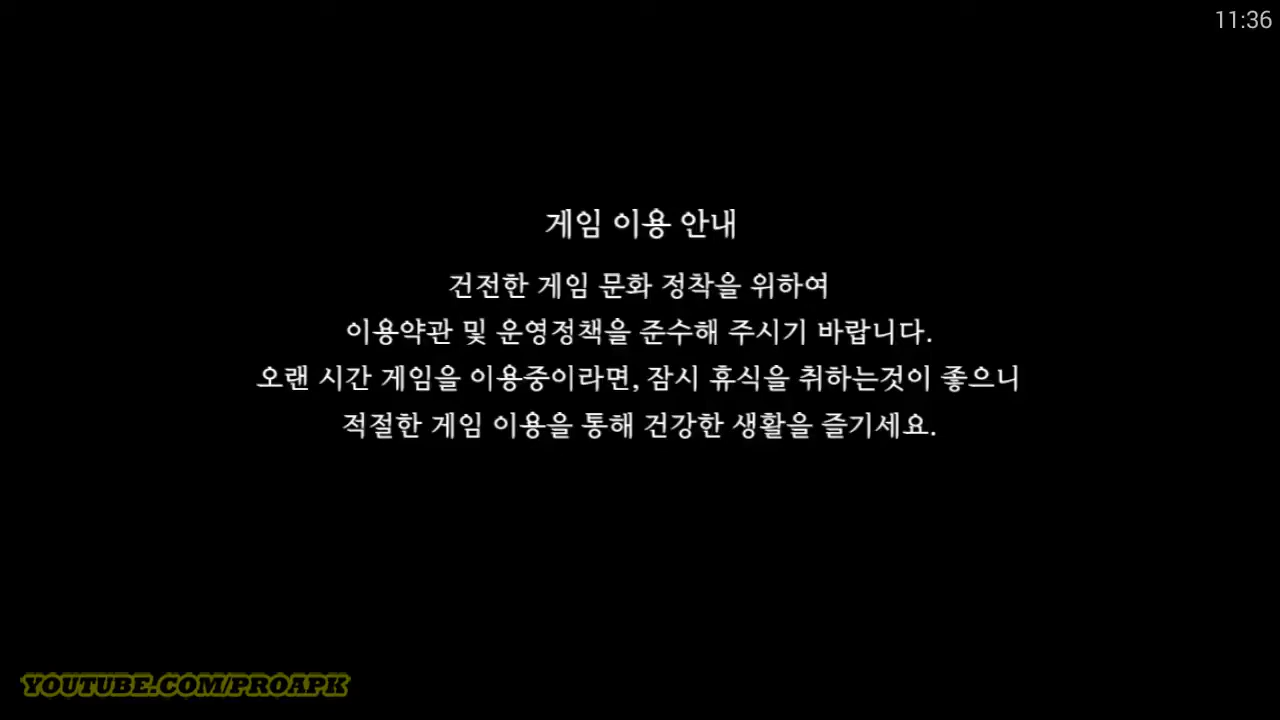 11:36
게임 이용 안내
건전한 게임 문화 정착을 위하여
이용약관 및 운영정책을 준수해 주시기 바랍니다.
오랜 시간 게임을 이용중이라면, 잠시 휴식을 취하는것이 좋으니
적절한 게임 이용을 통해 건강한 생활을 즐기세요.
YOUTUBE.COM/PROAPK